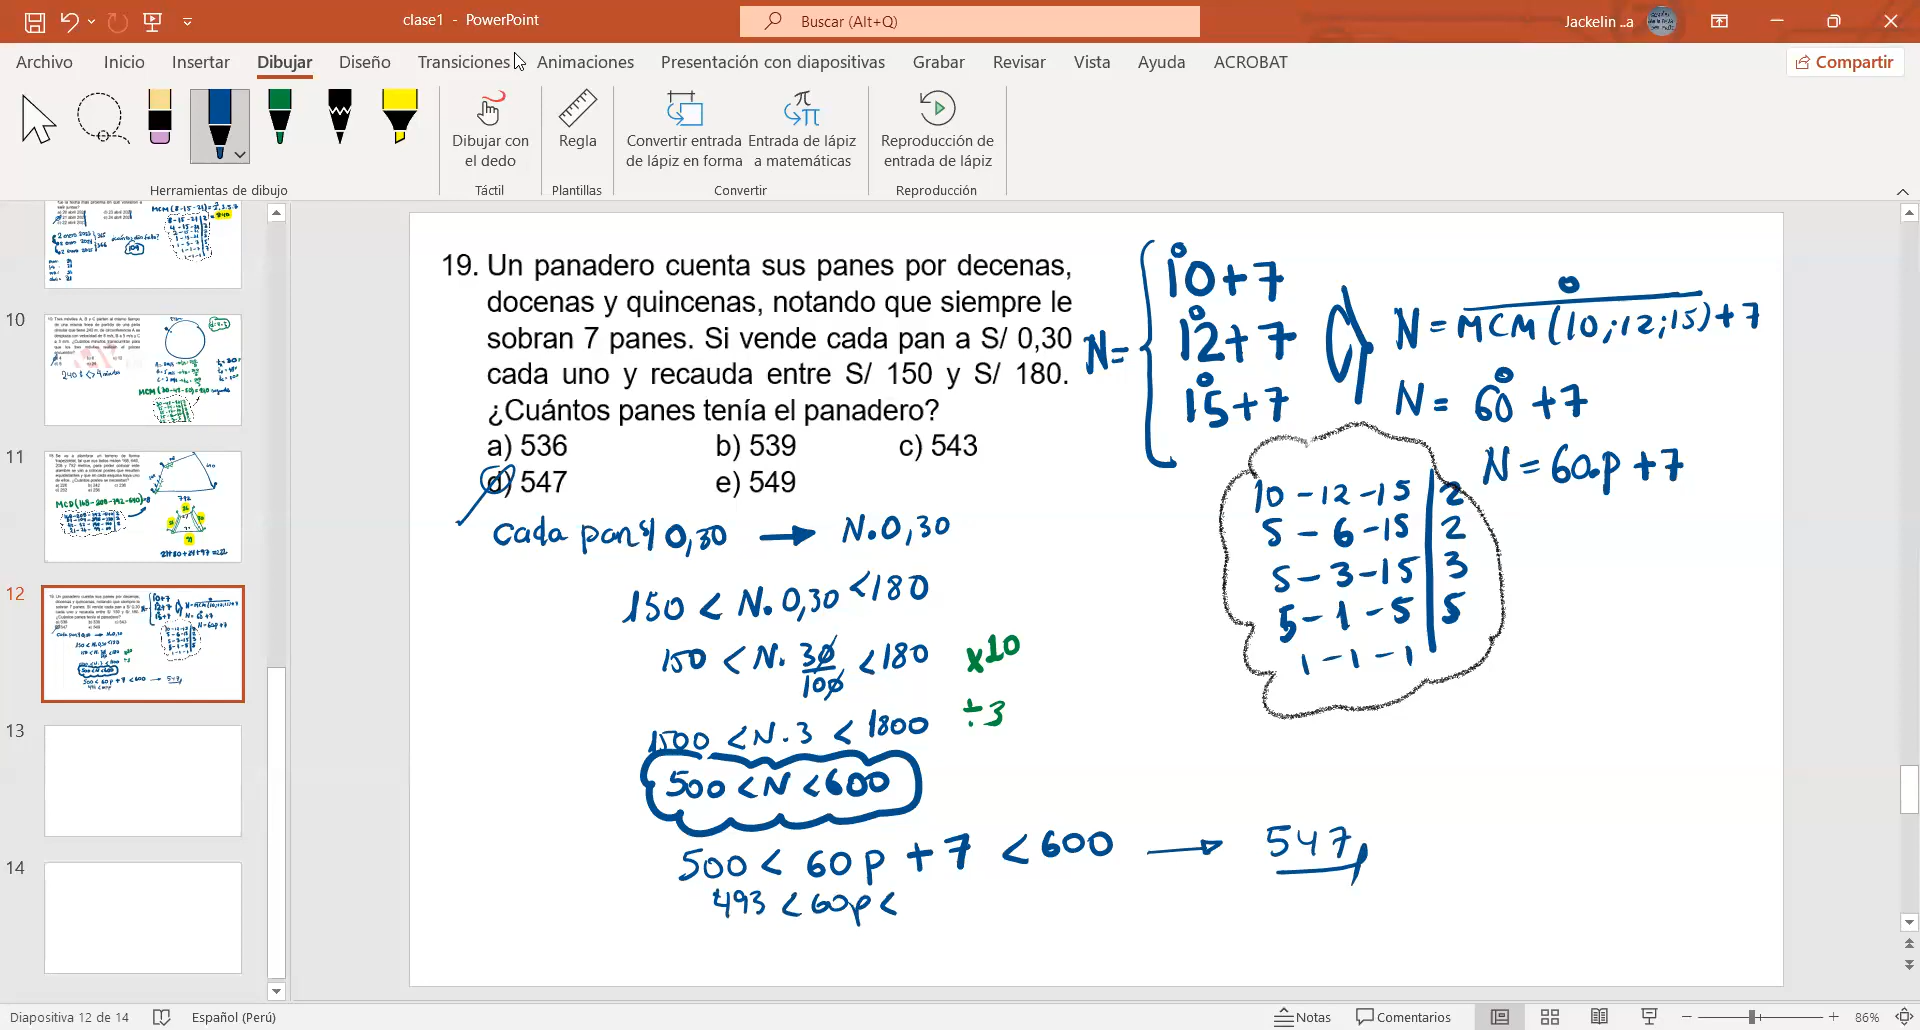 clase1 - PowerPoint
Buscar (Alt+Q)
Jackelin ..a
Archivo Inicio Insertar Dibujar Diseño Transiciones Animaciones Presentación con diapositivas Grabar Revisar Vista Ayuda ACROBAT
Compartir
Dibujar con el dedo
Regla
Convertir entrada de lápiz en forma
Entrada de lápiz a matemáticas
Reproducción de entrada de lápiz
Herramientas de dibujo
Táctil
Plantillas
Convertir
Reproducción
10
11
12
13
14
19. Un panadero cuenta sus panes por decenas,
docenas y quincenas, notando que siempre le
sobran 7 panes. Si vende cada pan a S/ 0,30
cada uno y recauda entre S/ 150 y S/ 180.
¿Cuántos panes tenía el panadero?
a) 536 b) 539 c) 543
d) 547 e) 549
N=
10+7
12+7
15+7
N = MCM(10;12;15)+7
N = 60 +7
N = 60.p +7
10 - 12 - 15 | 2
5 - 6 - 15 | 2
5 - 3 - 15 | 3
5 - 1 - 5 | 5
1 - 1 - 1
Cada pan S/ 0,30 → N.0,30
150 < N.0,30 < 180
150 < N. 30/100 < 180 x10
÷3
1500 < N.3 < 1800
500 < N < 600
500 < 60p + 7 < 600 → 547
493 < 60p <
Diapositiva 12 de 14
Español (Perú)
Notas
Comentarios
86%